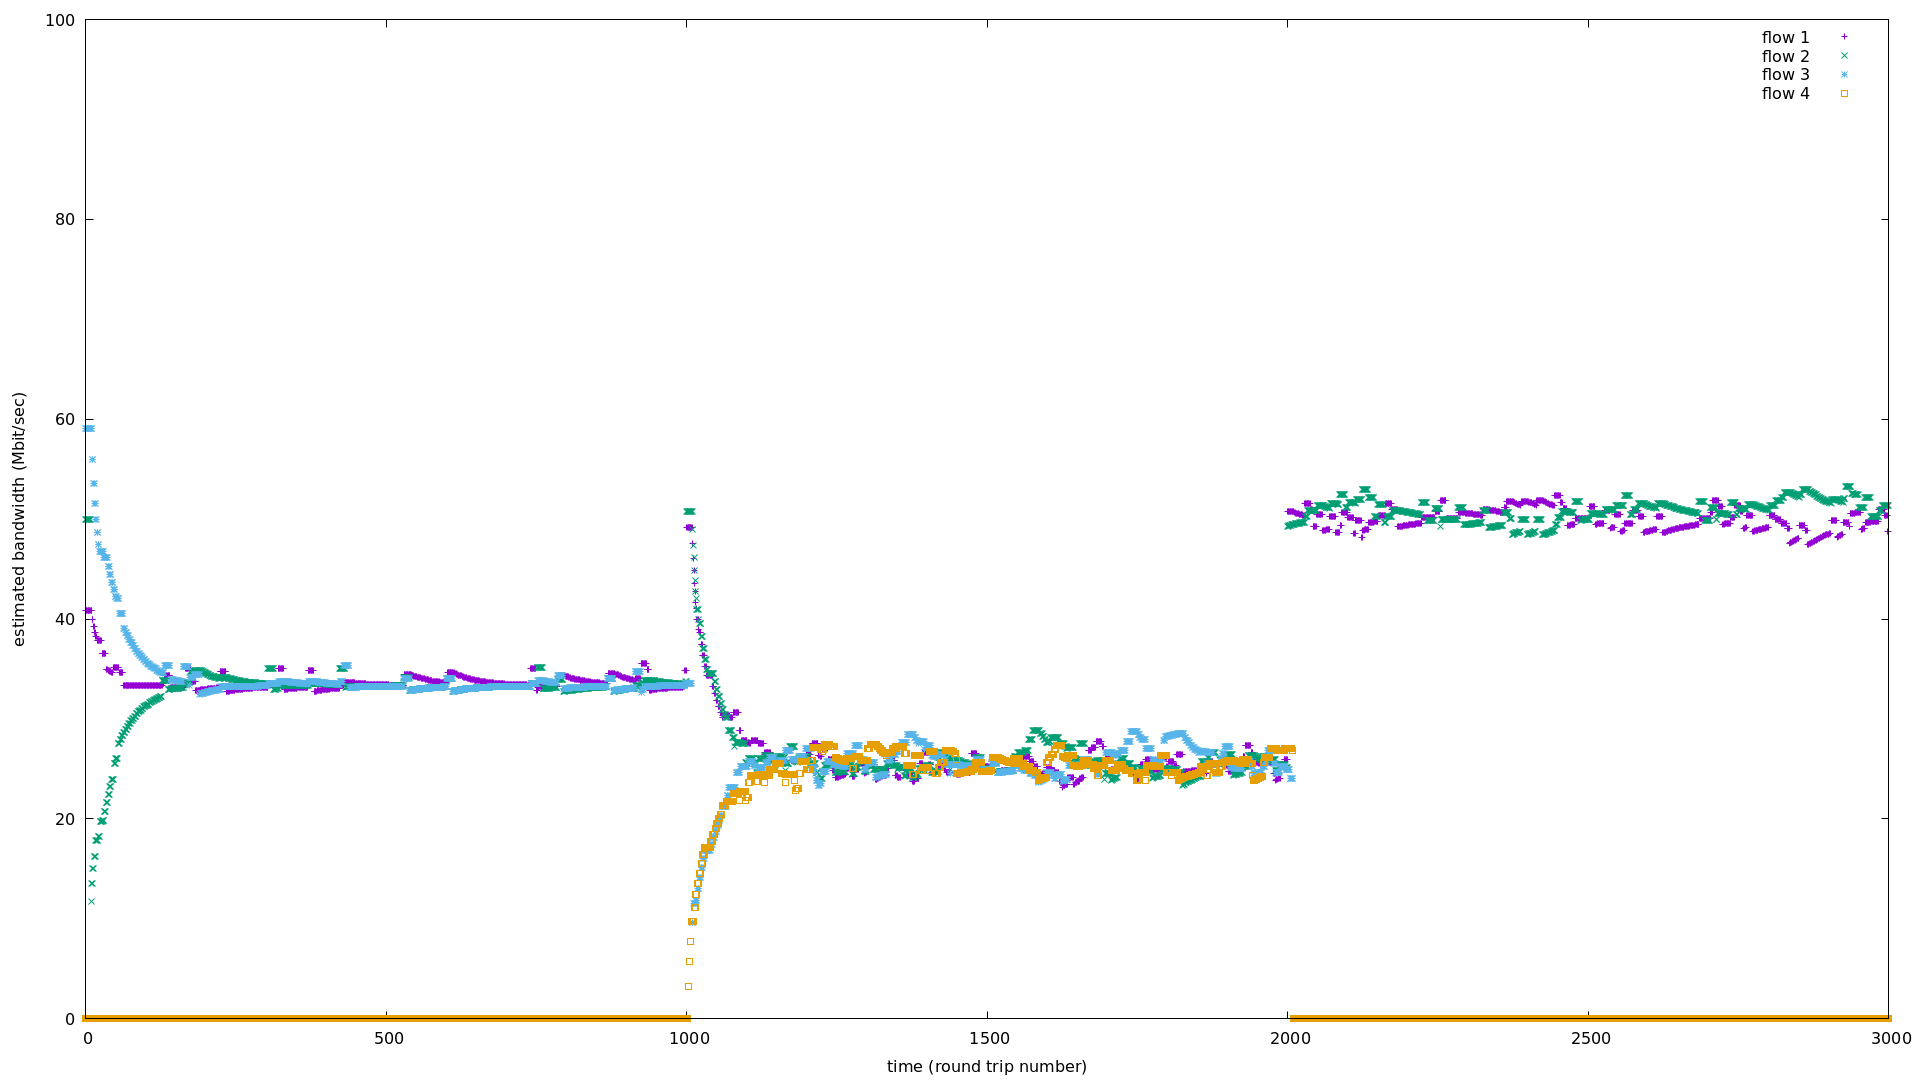 100
80
60
40
20
0
0 500 1000 1500 2000 2500 3000
estimated bandwidth (Mbit/sec)
time (round trip number)
flow 1
flow 2
flow 3
flow 4